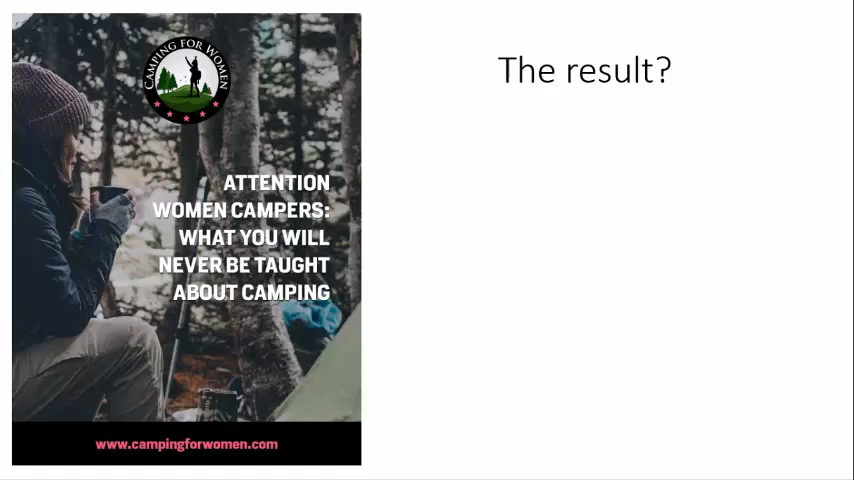 CAMPING FOR WOMEN
ATTENTION
WOMEN CAMPERS:
WHAT YOU WILL
NEVER BE TAUGHT
ABOUT CAMPING
www.campingforwomen.com
The result?